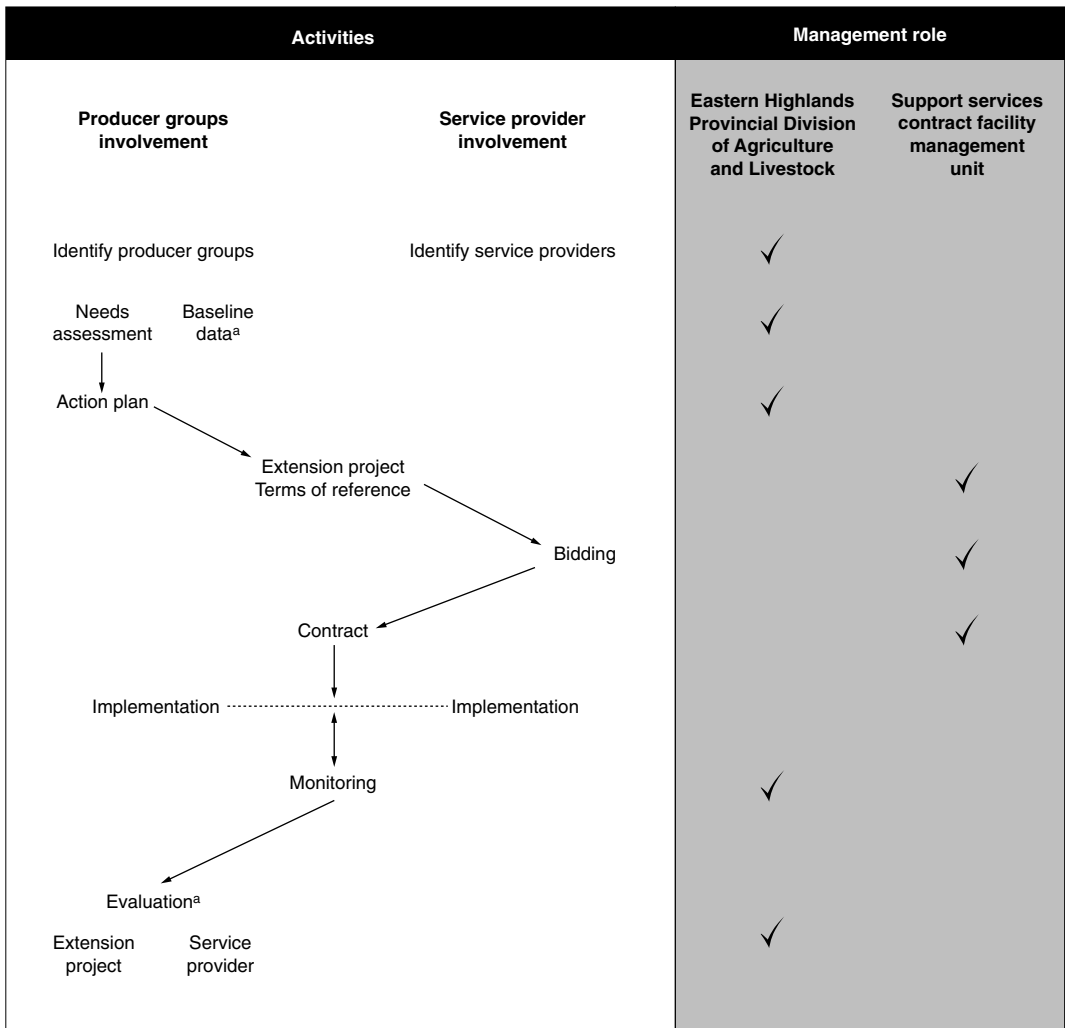 Activities
Management role
Producer groups
involvement
Service provider
involvement
Eastern Highlands
Provincial Division
of Agriculture
and Livestock
Support services
contract facility
management
unit
Identify producer groups
Identify service providers
Needs
assessment
Baseline
dataᵃ
Action plan
Extension project
Terms of reference
Bidding
Contract
Implementation
Implementation
Monitoring
Evaluationᵃ
Extension
project
Service
provider